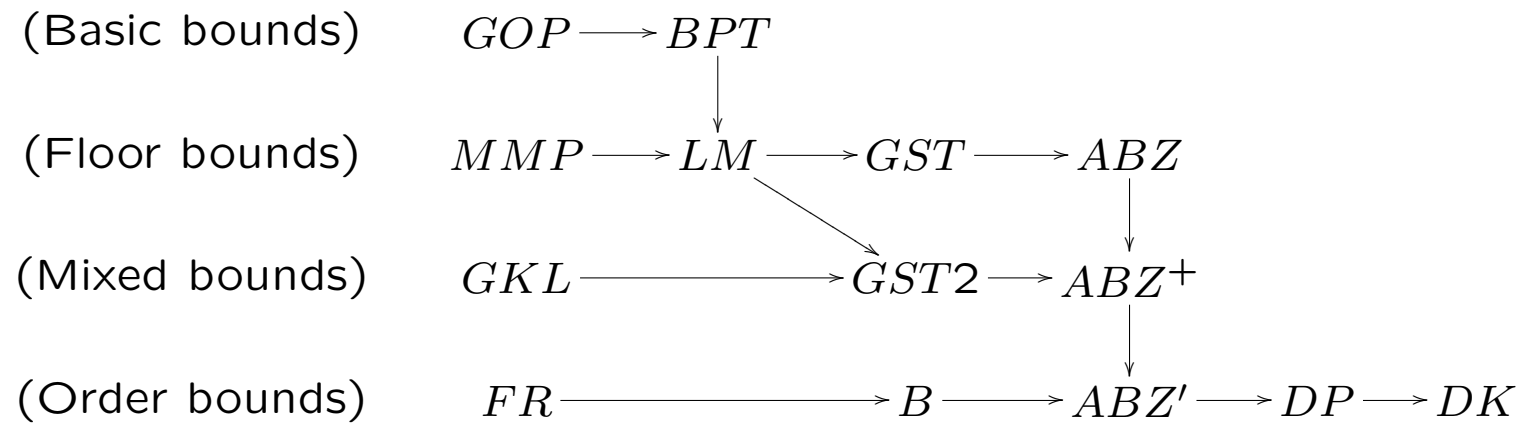 (Basic bounds) GOP BPT
(Floor bounds) MMP LM GST ABZ
(Mixed bounds) GKL GST2 ABZ⁺
(Order bounds) FR B ABZ′ DP DK